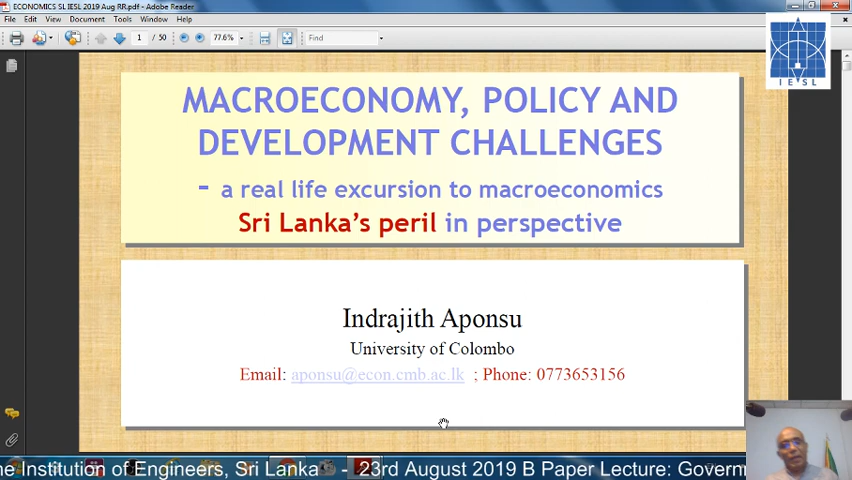 ECONOMICS SL IESL 2019 Aug RR.pdf - Adobe Reader
File Edit View Document Tools Window Help
1 / 50 77.6% Find
IESL
MACROECONOMY, POLICY AND
DEVELOPMENT CHALLENGES
- a real life excursion to macroeconomics
Sri Lanka's peril in perspective
Indrajith Aponsu
University of Colombo
Email: aponsu@econ.cmb.ac.lk ; Phone: 0773653156
he Institution of Engineers, Sri Lanka - 23rd August 2019 B Paper Lecture: Govern